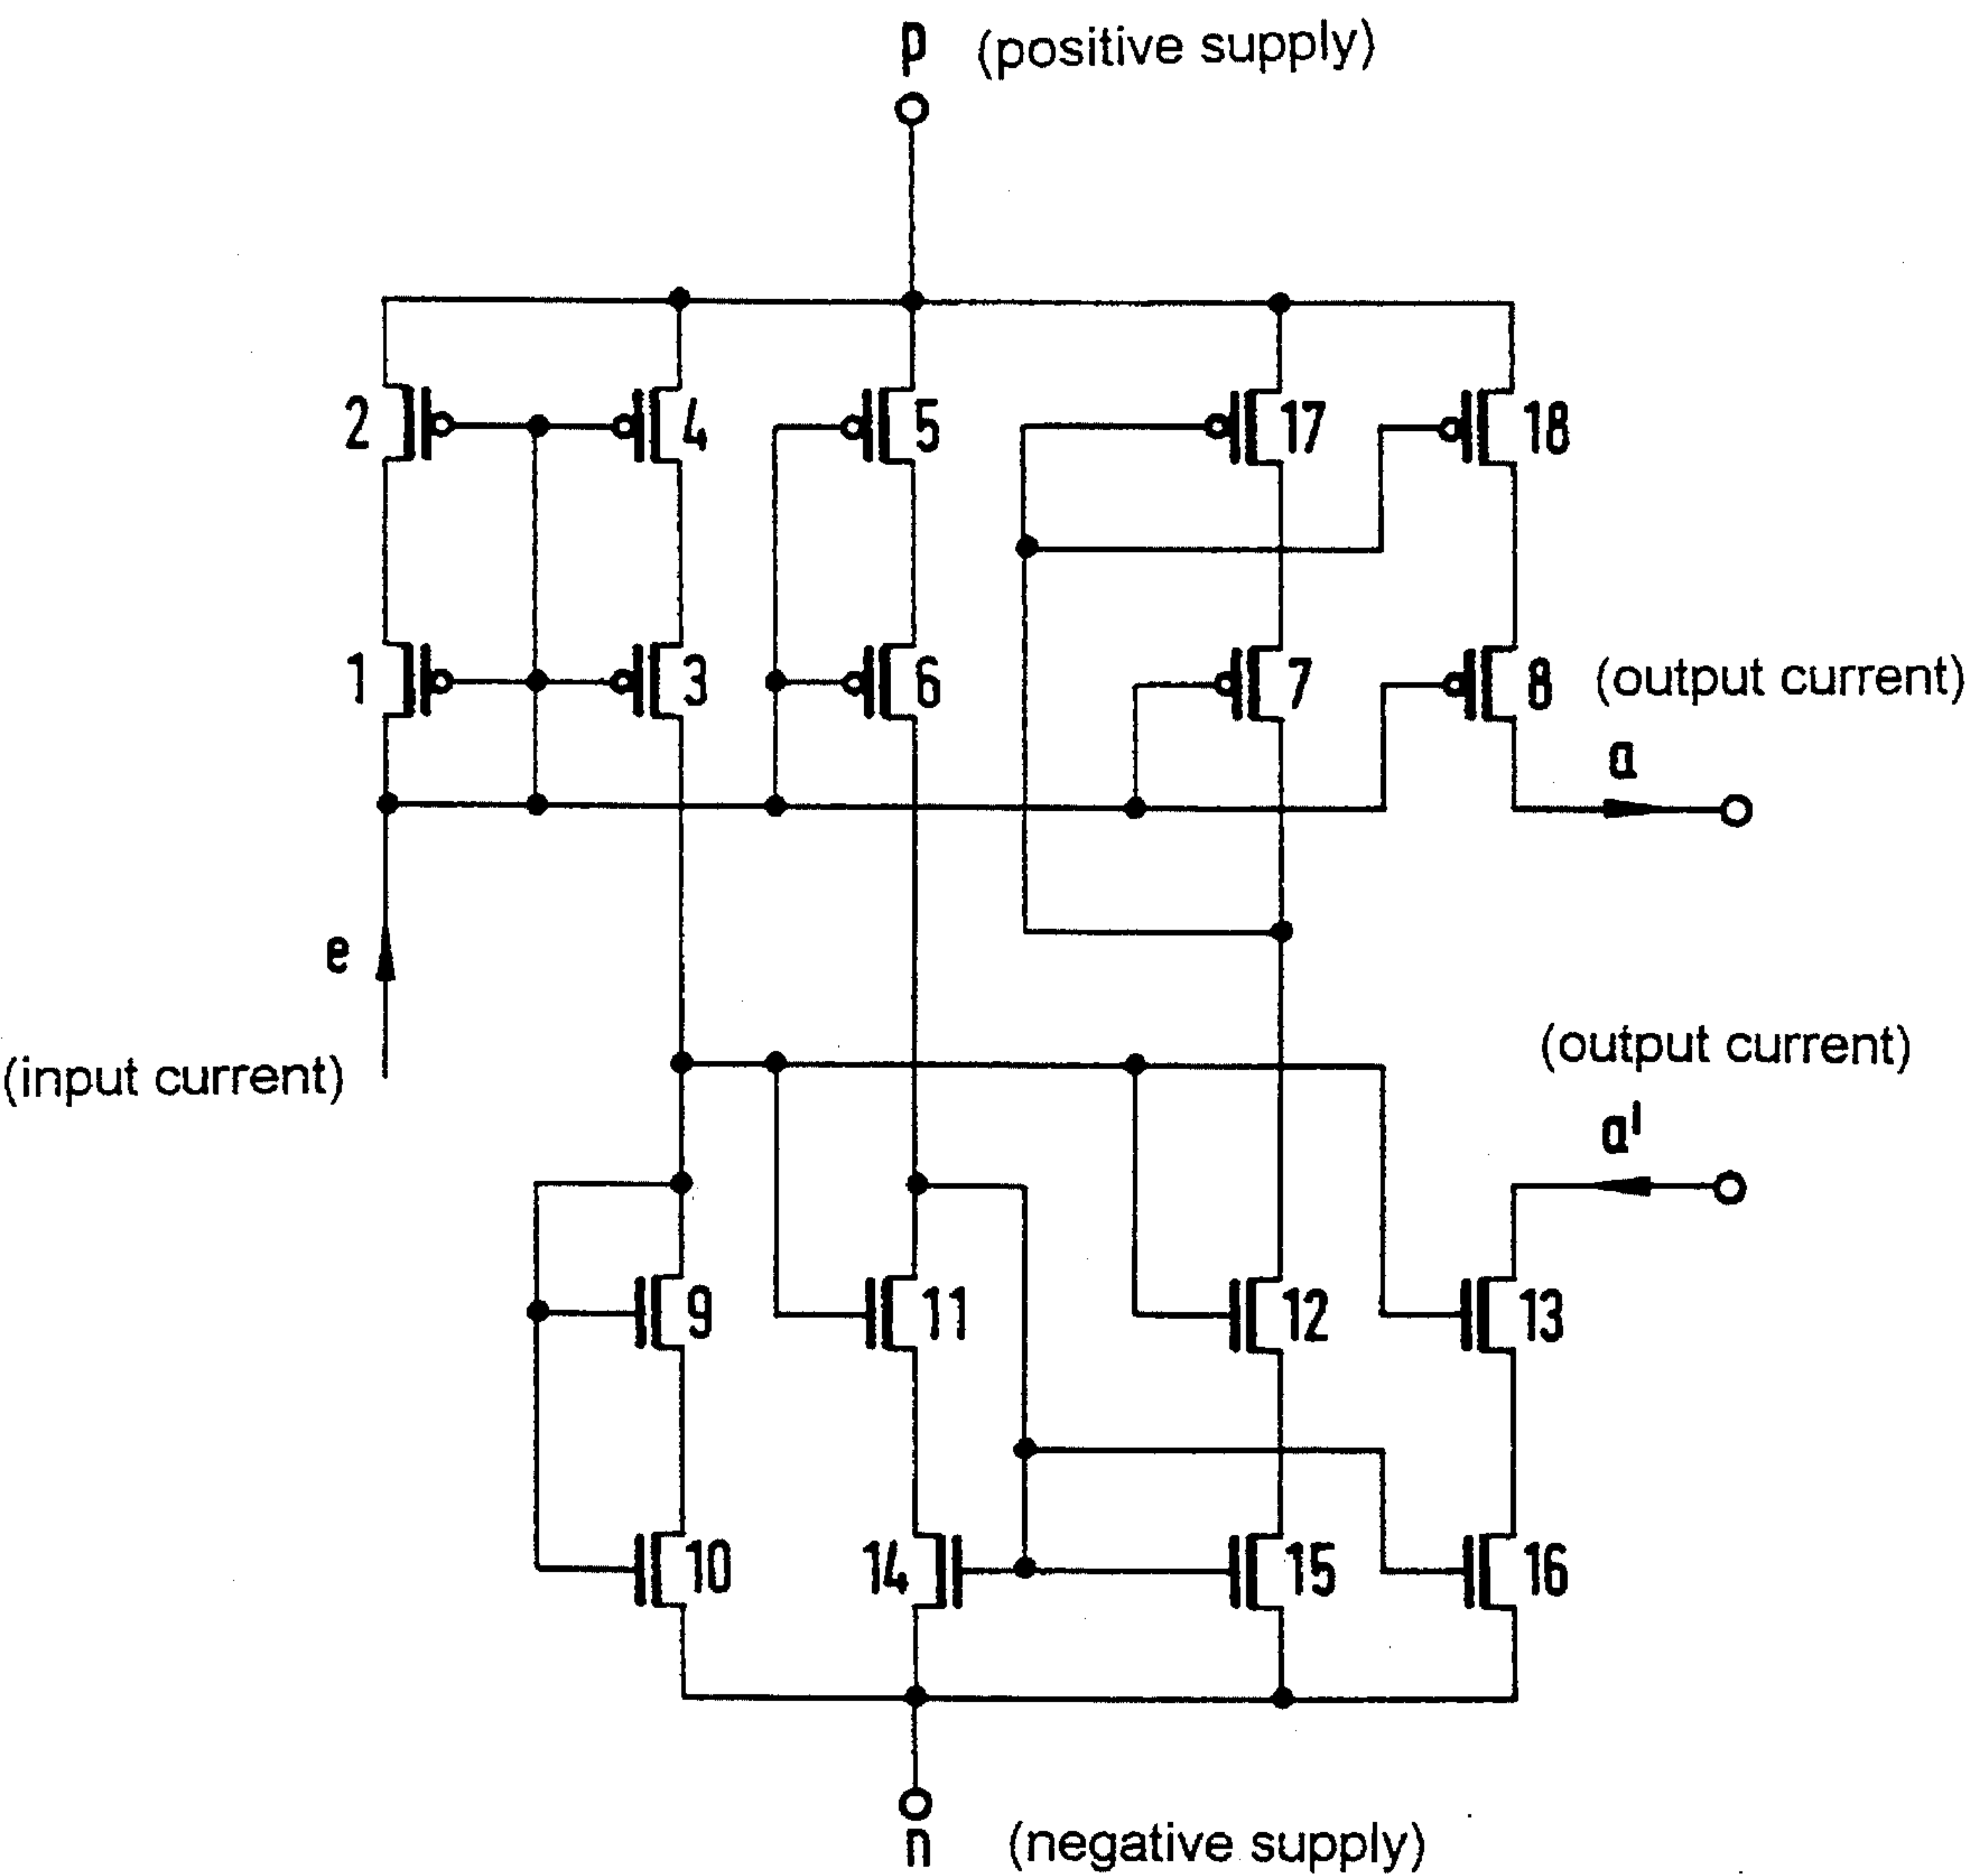 p (positive supply)
2 4 5 17 18
1 3 6 7 8 (output current)
a
e
(input current) (output current)
a'
9 11 12 13
10 14 15 16
n (negative supply)